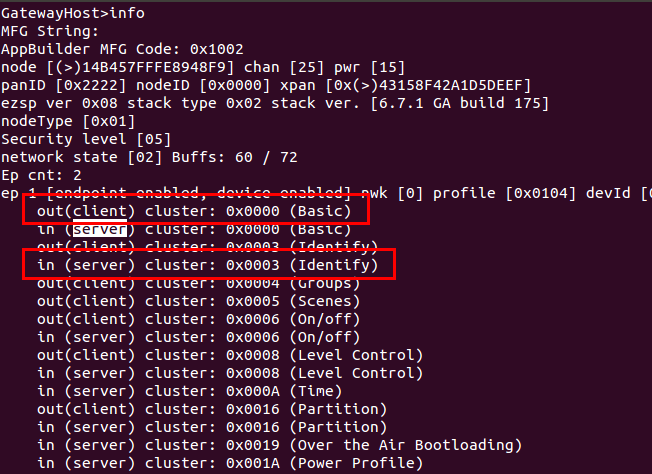 GatewayHost>info
MFG String:
AppBuilder MFG Code: 0x1002
node [(>)14B457FFFE8948F9] chan [25] pwr [15]
panID [0x2222] nodeID [0x0000] xpan [0x(>)43158F42A1D5DEEF]
ezsp ver 0x08 stack type 0x02 stack ver. [6.7.1 GA build 175]
nodeType [0x01]
Security level [05]
network state [02] Buffs: 60 / 72
Ep cnt: 2
ep 1 [endpoint enabled, device enabled] nwk [0] profile [0x0104] devId [0
out(client) cluster: 0x0000 (Basic)
in (server) cluster: 0x0000 (Basic)
out(client) cluster: 0x0003 (Identify)
in (server) cluster: 0x0003 (Identify)
out(client) cluster: 0x0004 (Groups)
out(client) cluster: 0x0005 (Scenes)
out(client) cluster: 0x0006 (On/off)
in (server) cluster: 0x0006 (On/off)
out(client) cluster: 0x0008 (Level Control)
in (server) cluster: 0x0008 (Level Control)
in (server) cluster: 0x000A (Time)
out(client) cluster: 0x0016 (Partition)
in (server) cluster: 0x0016 (Partition)
in (server) cluster: 0x0019 (Over the Air Bootloading)
in (server) cluster: 0x001A (Power Profile)